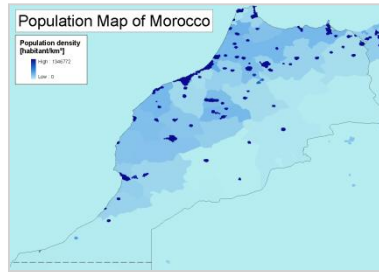 Population Map of Morocco
Population density
[habitant/km²]
High : 1346772
Low : 0